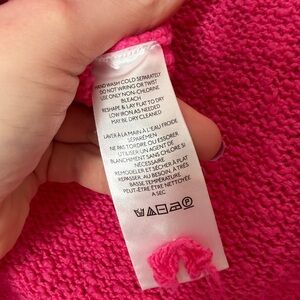 HAND WASH COLD SEPARATELY
DO NOT WRING OR TWIST
USE ONLY NON-CHLORINE
BLEACH
RESHAPE & LAY FLAT TO DRY
LOW IRON AS NEEDED
MAY BE DRY CLEANED
LAVER À LA MAIN À L'EAU FROIDE
SÉPARÉMEN
NE PAS TORDRE OU ESSORER
UTILISER UN AGENT DE
BLANCHIMENT SANS CHLORE SI
NÉCESSAIRE
REMODELER ET SÉCHER À PLAT
REPASSER, AU BESOIN, À TRÈS
BASSE TEMPÉRATURE
PEUT-ÊTRE ÊTRE NETTOYÉE
À SEC
P